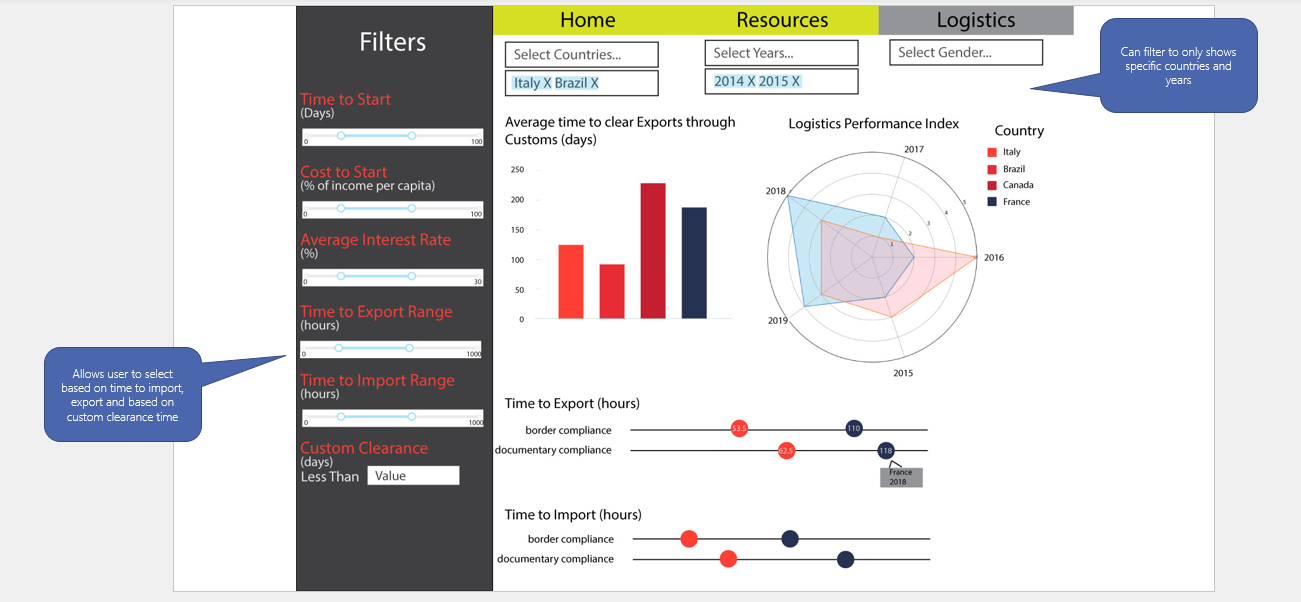 Home
Resources
Logistics
Filters
Select Countries...
Select Years...
Select Gender...
Italy X Brazil X
2014 X 2015 X
Can filter to only shows
specific countries and
years
Time to Start
(Days)
0 100
Cost to Start
(% of income per capita)
0 100
Average Interest Rate
(%)
0 30
Time to Export Range
(hours)
0 1000
Time to Import Range
(hours)
0 1000
Custom Clearance
(days)
Less Than Value
Allows user to select
based on time to import,
export and based on
custom clearance time
Average time to clear Exports through
Customs (days)
250
200
150
100
50
0
Logistics Performance Index
2017
2018
2016
2019
2015
1
2
3
4
5
Country
Italy
Brazil
Canada
France
Time to Export (hours)
border compliance
53.5 110
documentary compliance
62.5 118
France
2018
Time to Import (hours)
border compliance
documentary compliance